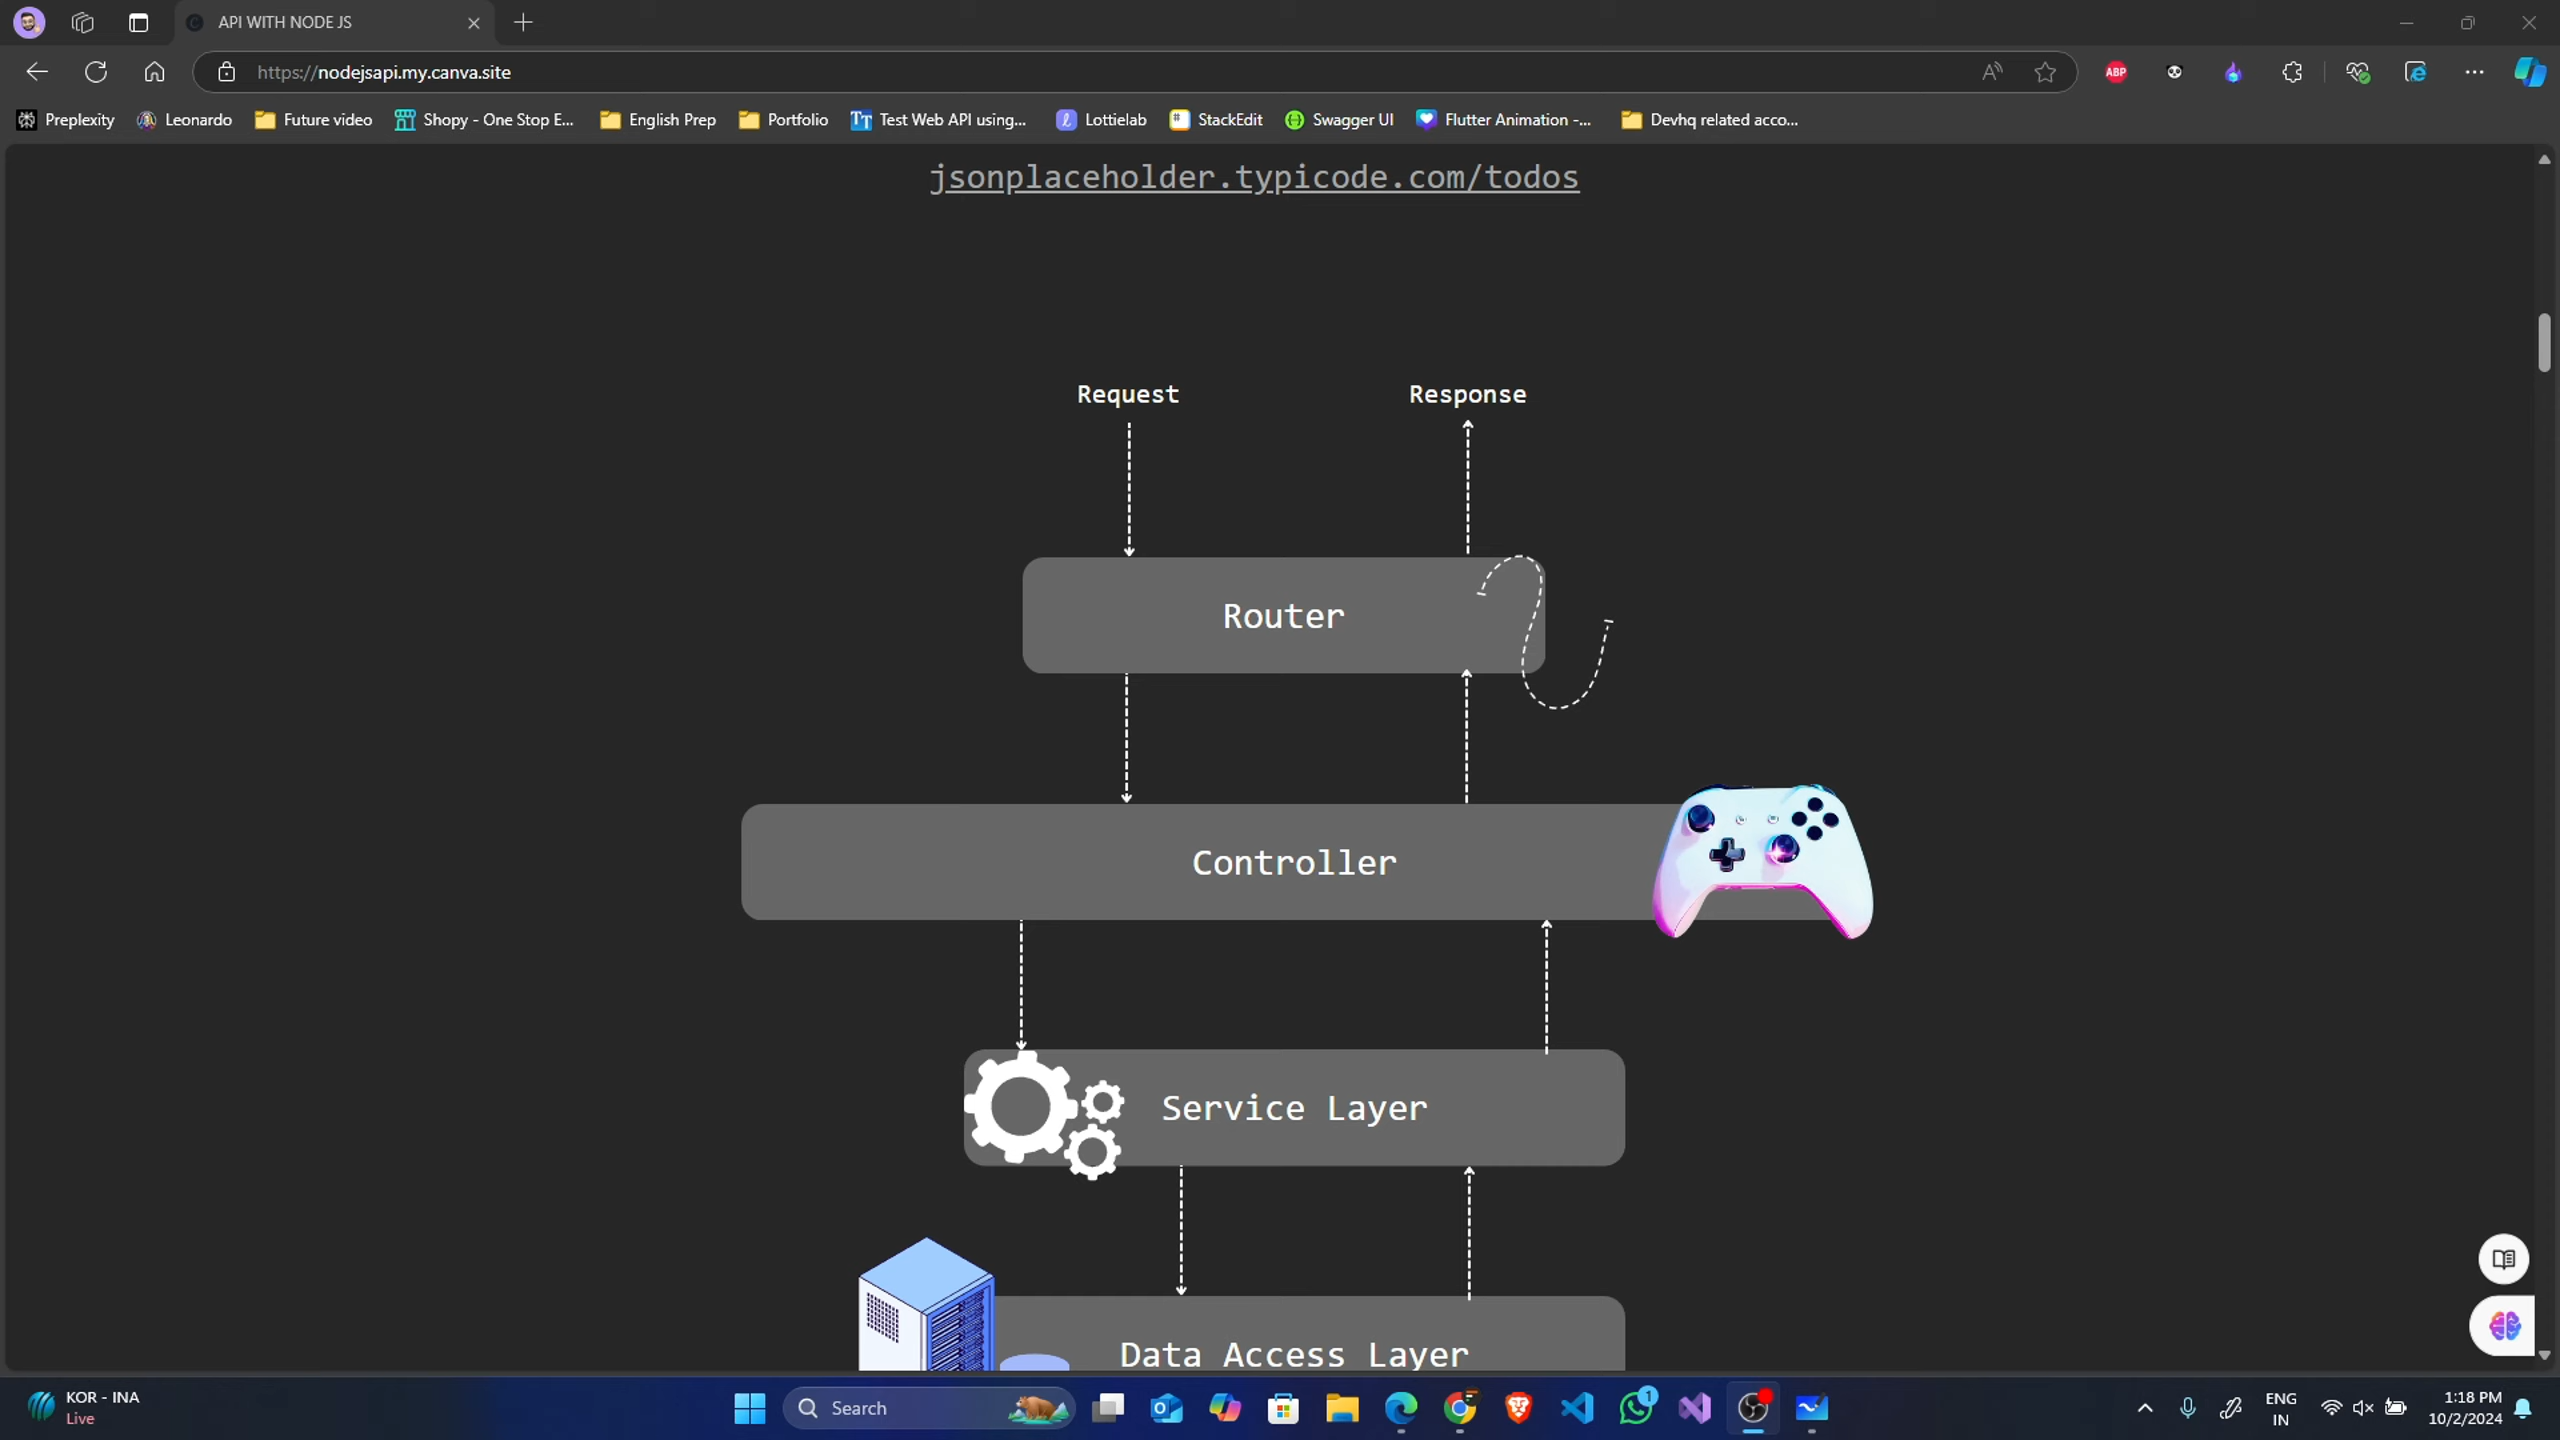 API WITH NODE JS
https://nodejsapi.my.canva.site
ABP
Preplexity
Leonardo
Future video
Shopy - One Stop E...
English Prep
Portfolio
Test Web API using...
Lottielab
StackEdit
Swagger UI
Flutter Animation -...
Devhq related acco...
jsonplaceholder.typicode.com/todos
Request
Response
Router
Controller
Service Layer
Data Access Layer
KOR - INA
Live
Search
1
ENG
IN
1:18 PM
10/2/2024